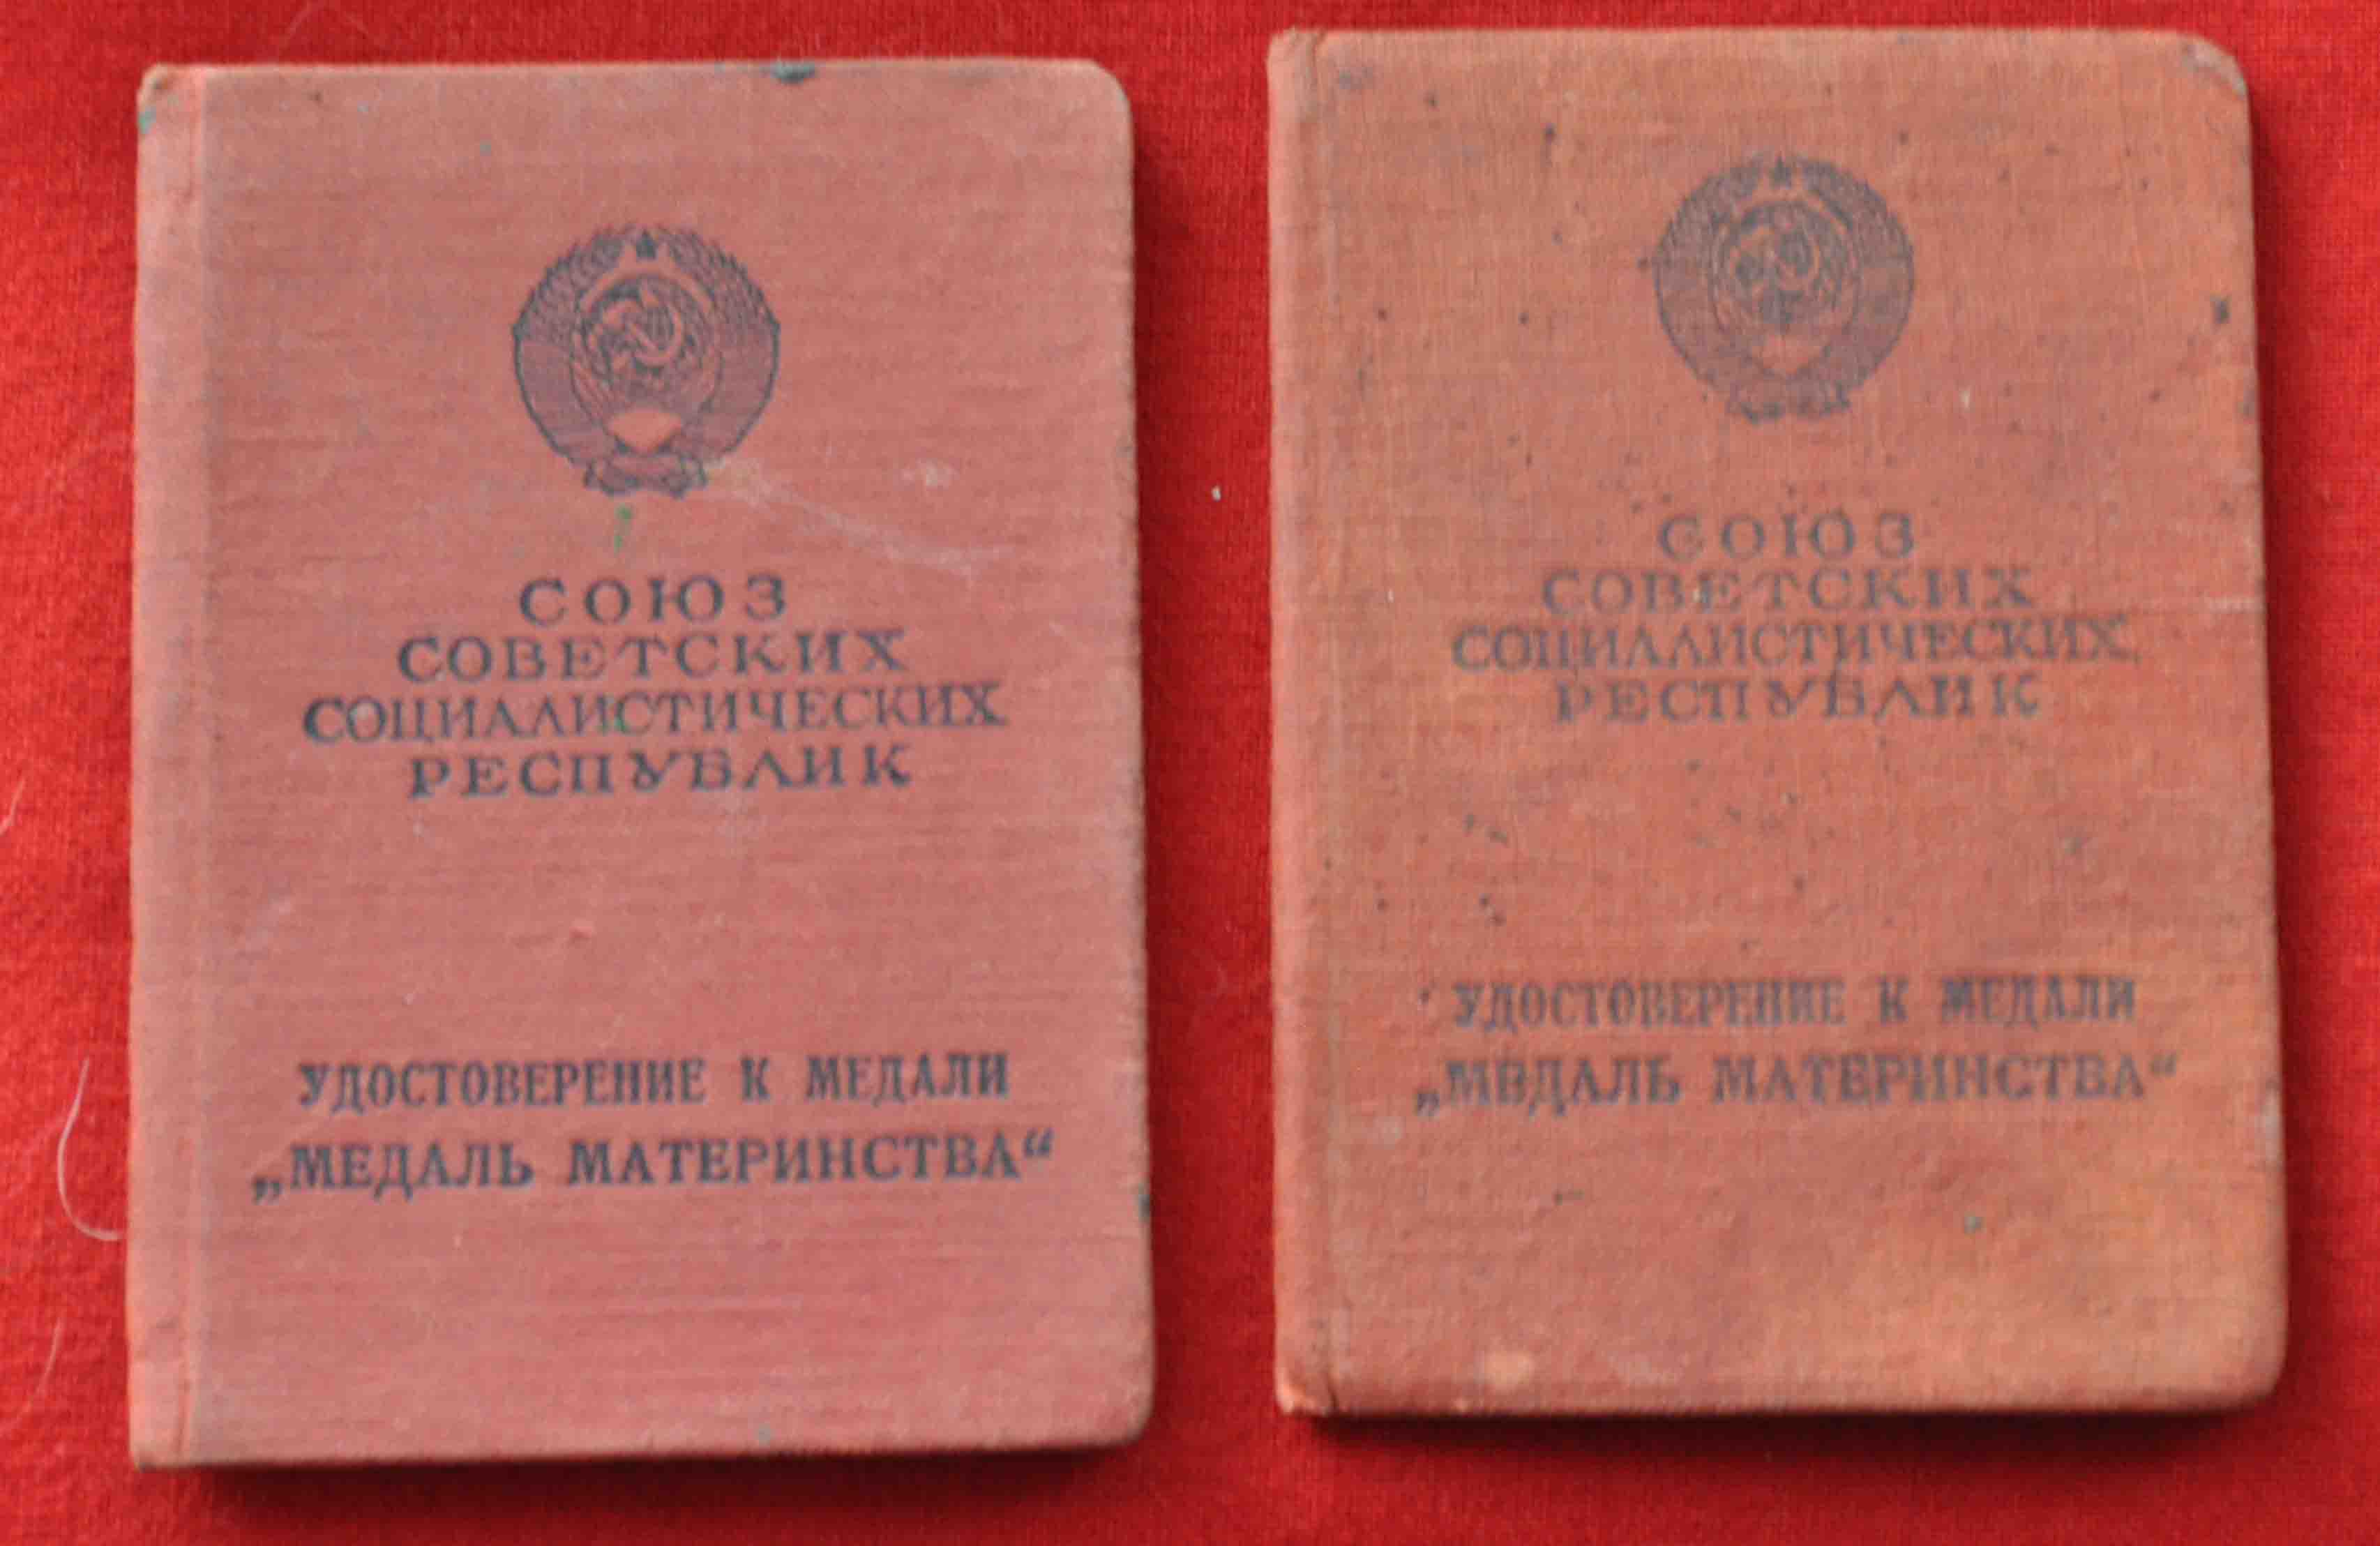 СОЮЗ
СОВЕТСКИХ
СОЦИАЛИСТИЧЕСКИХ
РЕСПУБЛИК
УДОСТОВЕРЕНИЕ К МЕДАЛИ
„МЕДАЛЬ МАТЕРИНСТВА“
СОЮЗ
СОВЕТСКИХ
СОЦИАЛИСТИЧЕСКИХ
РЕСПУБЛИК
УДОСТОВЕРЕНИЕ К МЕДАЛИ
„МЕДАЛЬ МАТЕРИНСТВА“